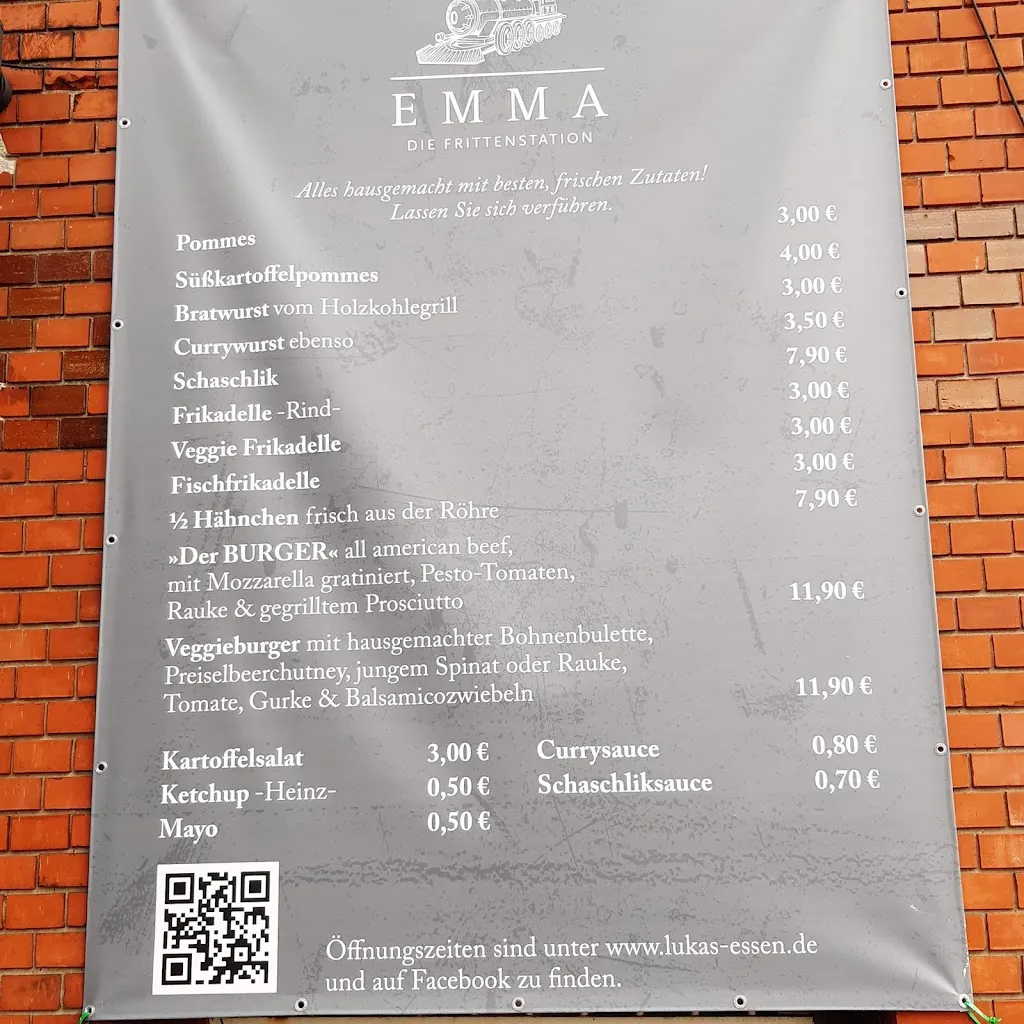 EMMA
DIE FRITTENSTATION
Alles hausgemacht mit besten, frischen Zutaten!
Lassen Sie sich verführen.
Pommes 3,00 €
Süßkartoffelpommes 4,00 €
Bratwurst vom Holzkohlegrill 3,00 €
Currywurst ebenso 3,50 €
Schaschlik 7,90 €
Frikadelle -Rind- 3,00 €
Veggie Frikadelle 3,00 €
Fischfrikadelle 3,00 €
½ Hähnchen frisch aus der Röhre 7,90 €
»Der BURGER« all american beef,
mit Mozzarella gratiniert, Pesto-Tomaten,
Rauke & gegrilltem Prosciutto 11,90 €
Veggieburger mit hausgemachter Bohnenbulette,
Preiselbeerchutney, jungem Spinat oder Rauke,
Tomate, Gurke & Balsamicozwiebeln 11,90 €
Kartoffelsalat 3,00 € Currysauce 0,80 €
Ketchup -Heinz- 0,50 € Schaschliksauce 0,70 €
Mayo 0,50 €
Öffnungszeiten sind unter www.lukas-essen.de
und auf Facebook zu finden.